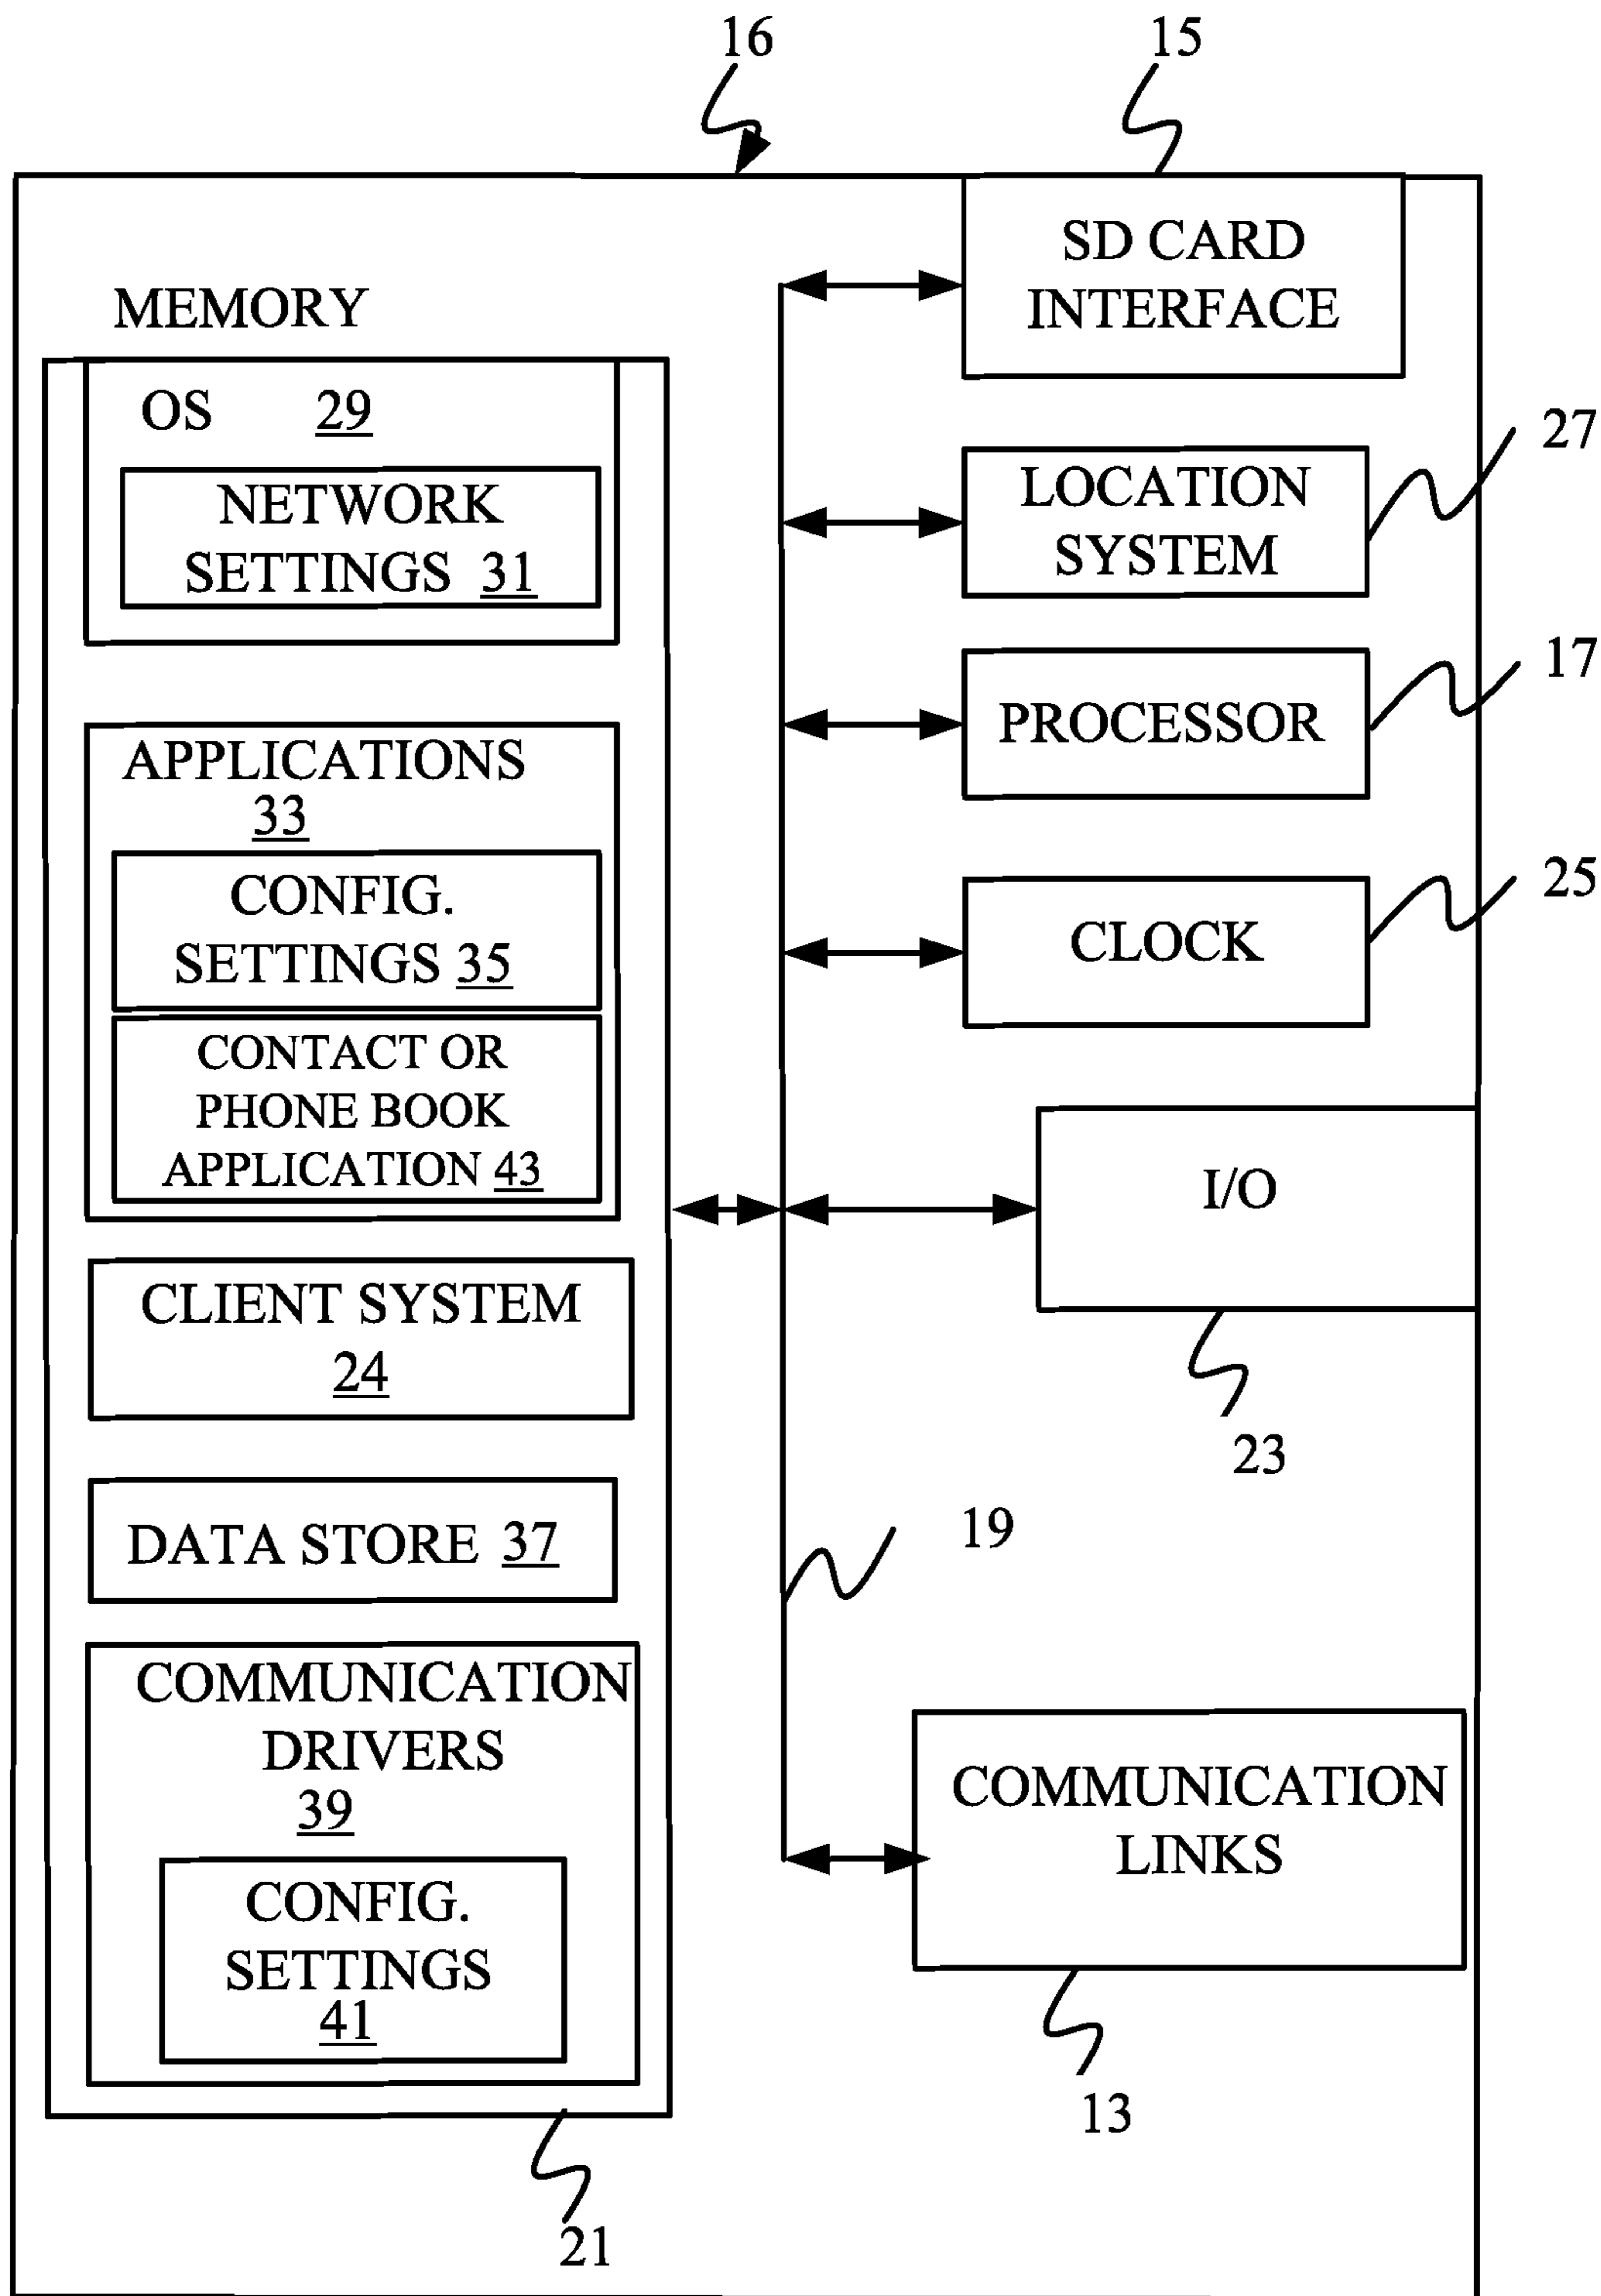 16
15
SD CARD
INTERFACE
MEMORY
OS 29
NETWORK
SETTINGS 31
27
LOCATION
SYSTEM
17
PROCESSOR
APPLICATIONS
33
CONFIG.
SETTINGS 35
25
CLOCK
CONTACT OR
PHONE BOOK
APPLICATION 43
I/O
23
CLIENT SYSTEM
24
19
DATA STORE 37
COMMUNICATION
DRIVERS
39
CONFIG.
SETTINGS
41
COMMUNICATION
LINKS
13
21